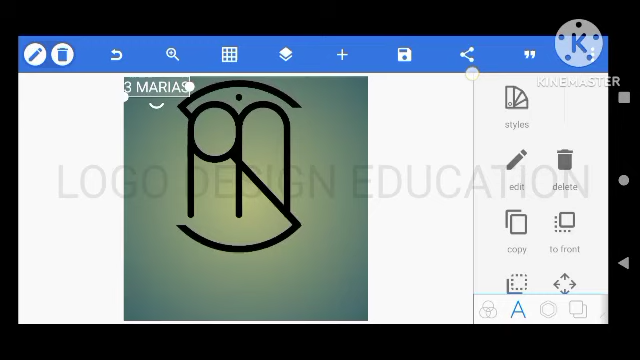 K
KINEMASTER
3 MARIAS
styles
LOGO DESIGN EDUCATION
edit
delete
copy
to front
A